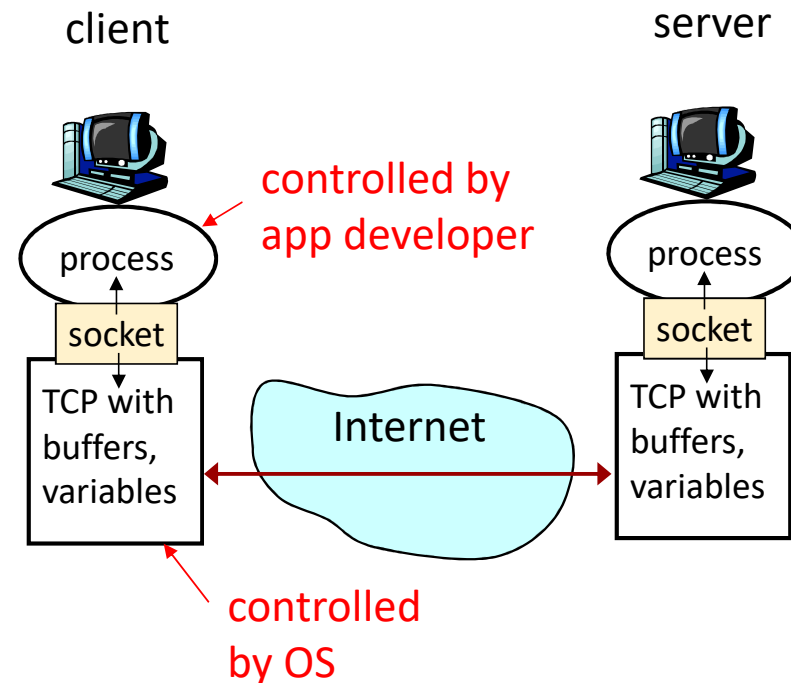 client
server
controlled by
app developer
process
process
socket
socket
TCP with
buffers,
variables
Internet
TCP with
buffers,
variables
controlled
by OS